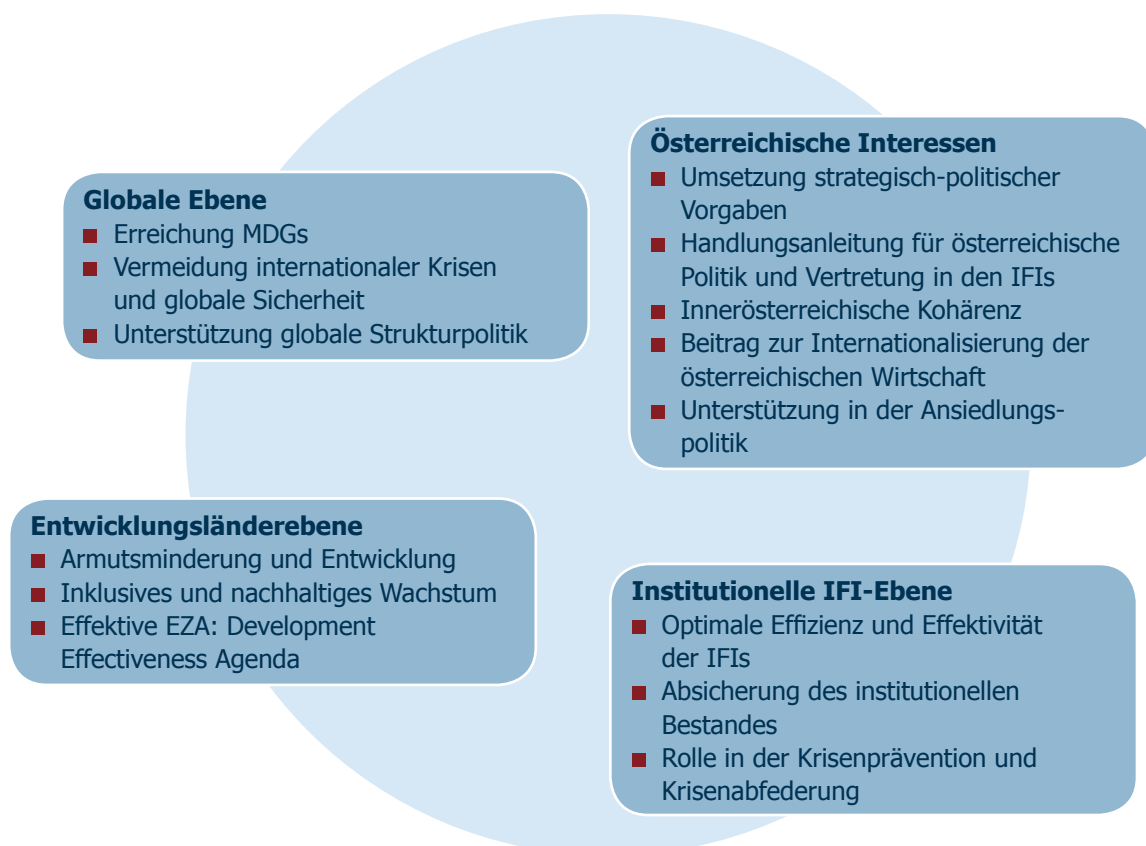 Globale Ebene
■ Erreichung MDGs
■ Vermeidung internationaler Krisen
und globale Sicherheit
■ Unterstützung globale Strukturpolitik
Österreichische Interessen
■ Umsetzung strategisch-politischer
Vorgaben
■ Handlungsanleitung für österreichische
Politik und Vertretung in den IFIs
■ Innerösterreichische Kohärenz
■ Beitrag zur Internationalisierung der
österreichischen Wirtschaft
■ Unterstützung in der Ansiedlungs-
politik
Entwicklungsländerebene
■ Armutsminderung und Entwicklung
■ Inklusives und nachhaltiges Wachstum
■ Effektive EZA: Development
Effectiveness Agenda
Institutionelle IFI-Ebene
■ Optimale Effizienz und Effektivität
der IFIs
■ Absicherung des institutionellen
Bestandes
■ Rolle in der Krisenprävention und
Krisenabfederung